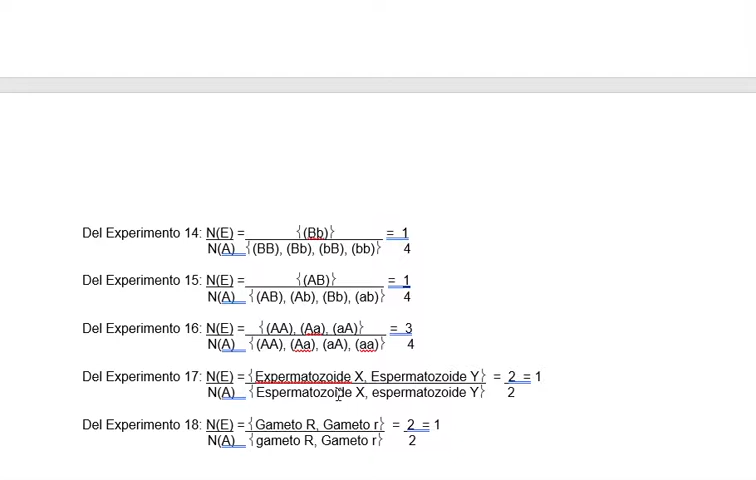 Del Experimento 14: N(E) = {(Bb)} = 1
N(A) {(BB), (Bb), (bB), (bb)} 4
Del Experimento 15: N(E) = {(AB)} = 1
N(A) {(AB), (Ab), (Bb), (ab)} 4
Del Experimento 16: N(E) = {(AA), (Aa), (aA)} = 3
N(A) {(AA), (Aa), (aA), (aa)} 4
Del Experimento 17: N(E) = {Expermatozoide X, Espermatozoide Y} = 2 = 1
N(A) {Espermatozoide X, espermatozoide Y} 2
Del Experimento 18: N(E) = {Gameto R, Gameto r} = 2 = 1
N(A) {gameto R, Gameto r} 2